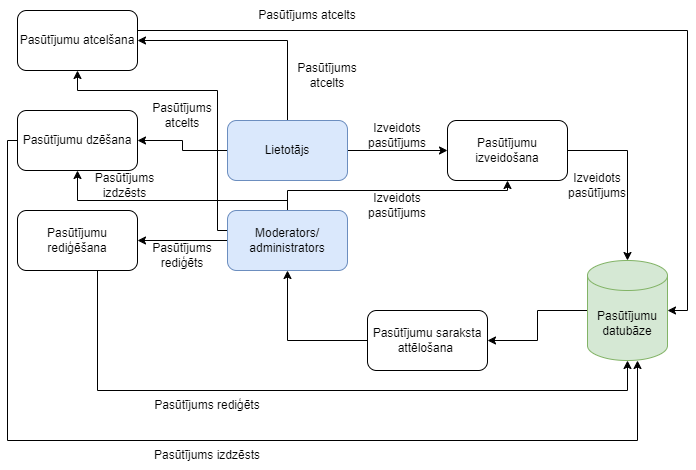 Pasūtījums atcelts
Pasūtījumu atcelšana
Pasūtījums
atcelts
Pasūtījums
atcelts
Pasūtījumu dzēšana
Lietotājs
Izveidots
pasūtījums
Pasūtījumu
izveidošana
Izveidots
pasūtījums
Pasūtījums
izdzēsts
Izveidots
pasūtījums
Pasūtījumu
rediģēšana
Pasūtījums
rediģēts
Moderators/
administrators
Pasūtījumu saraksta
attēlošana
Pasūtījumu
datubāze
Pasūtījums rediģēts
Pasūtījums izdzēsts